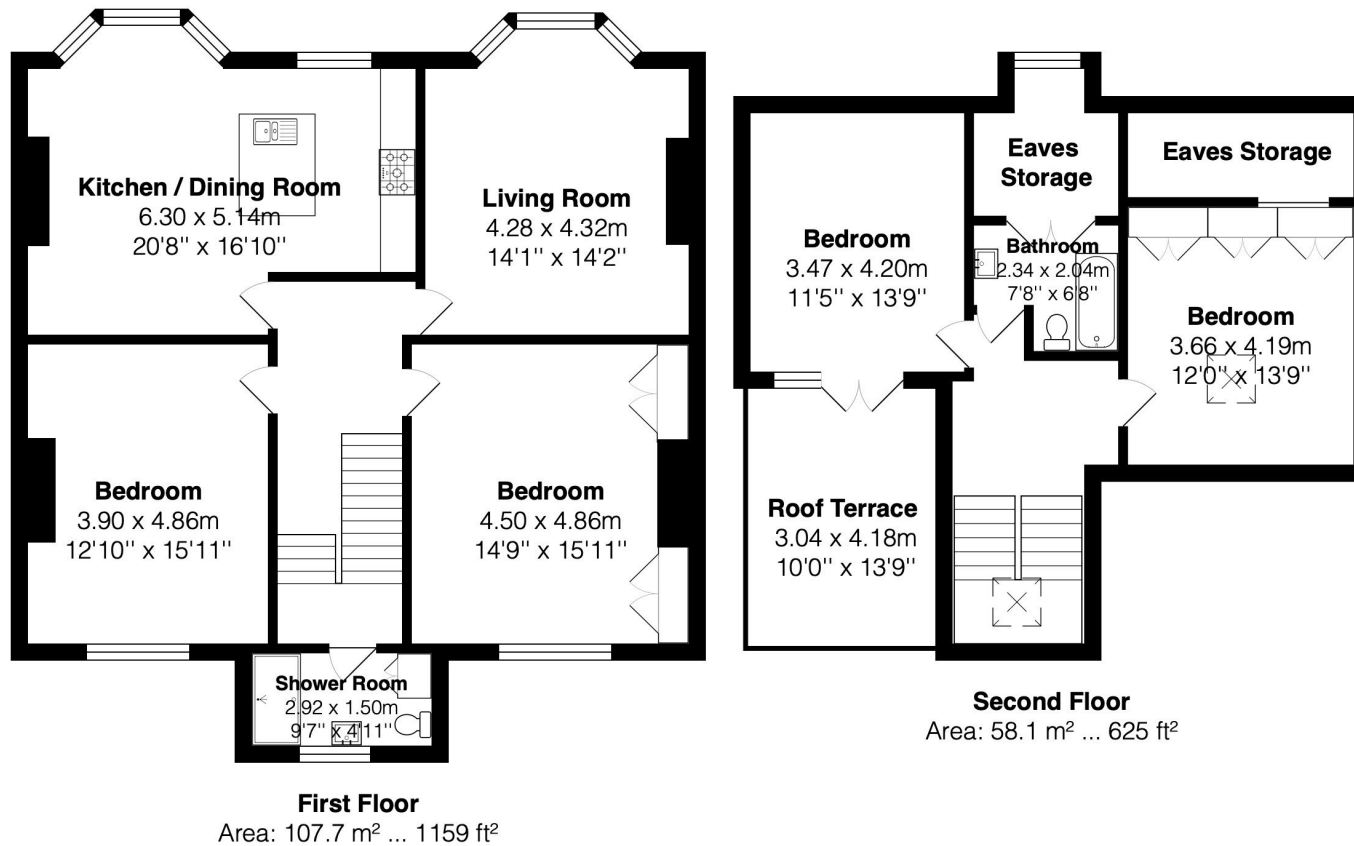 Kitchen / Dining Room
6.30 x 5.14m
20'8'' x 16'10''
Living Room
4.28 x 4.32m
14'1'' x 14'2''
Bedroom
3.90 x 4.86m
12'10'' x 15'11''
Bedroom
4.50 x 4.86m
14'9'' x 15'11''
Shower Room
2.92 x 1.50m
9'7'' x 4'11''
First Floor
Area: 107.7 m² ... 1159 ft²
Eaves
Storage
Eaves Storage
Bedroom
3.47 x 4.20m
11'5'' x 13'9''
Bathroom
2.34 x 2.04m
7'8'' x 6'8''
Bedroom
3.66 x 4.19m
12'0'' x 13'9''
Roof Terrace
3.04 x 4.18m
10'0'' x 13'9''
Second Floor
Area: 58.1 m² ... 625 ft²